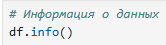 # Информация о данных
df.info()